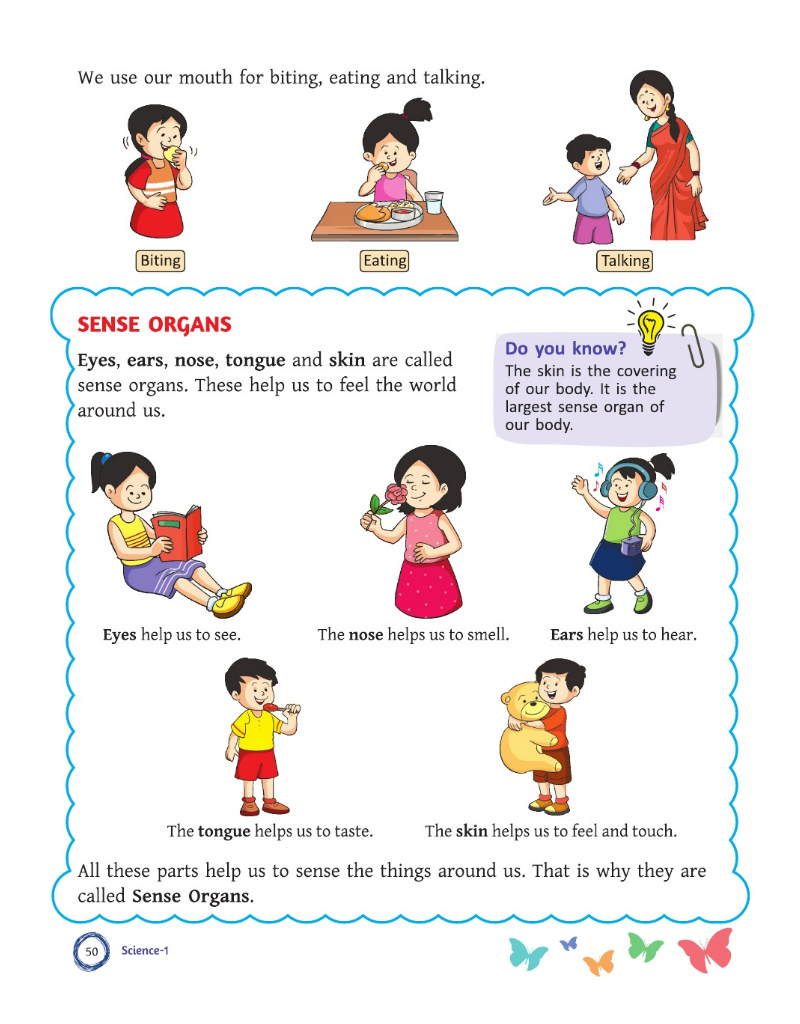 We use our mouth for biting, eating and talking.
Biting
Eating
Talking
SENSE ORGANS
Eyes, ears, nose, tongue and skin are called
sense organs. These help us to feel the world
around us.
Do you know?
The skin is the covering
of our body. It is the
largest sense organ of
our body.
Eyes help us to see.
The nose helps us to smell.
Ears help us to hear.
The tongue helps us to taste.
The skin helps us to feel and touch.
All these parts help us to sense the things around us. That is why they are
called Sense Organs.
50
Science-1